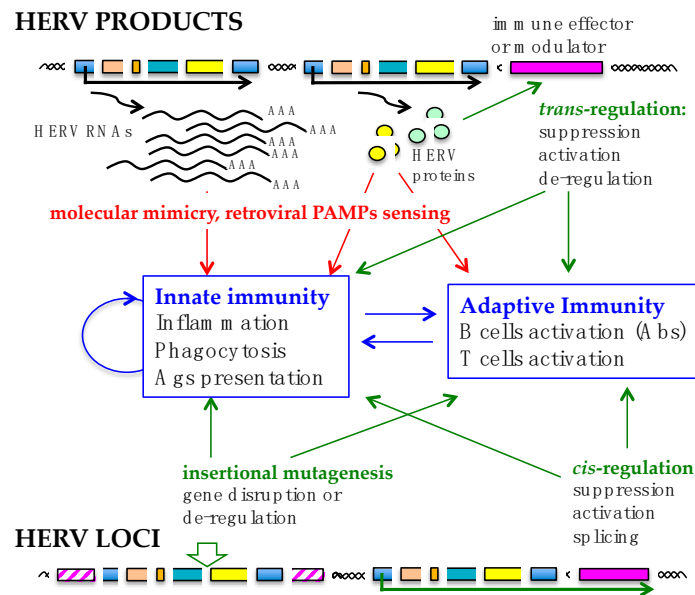 HERV PRODUCTS
immune effector
or modulator
HERV RNAs
AAA
AAA
AAA
AAA
AAA
AAA
HERV
proteins
trans-regulation:
suppression
activation
de-regulation
molecular mimicry, retroviral PAMPs sensing
Innate immunity
Inflammation
Phagocytosis
Ags presentation
Adaptive Immunity
B cells activation (Abs)
T cells activation
insertional mutagenesis
gene disruption or
de-regulation
cis-regulation:
suppression
activation
splicing
HERV LOCI